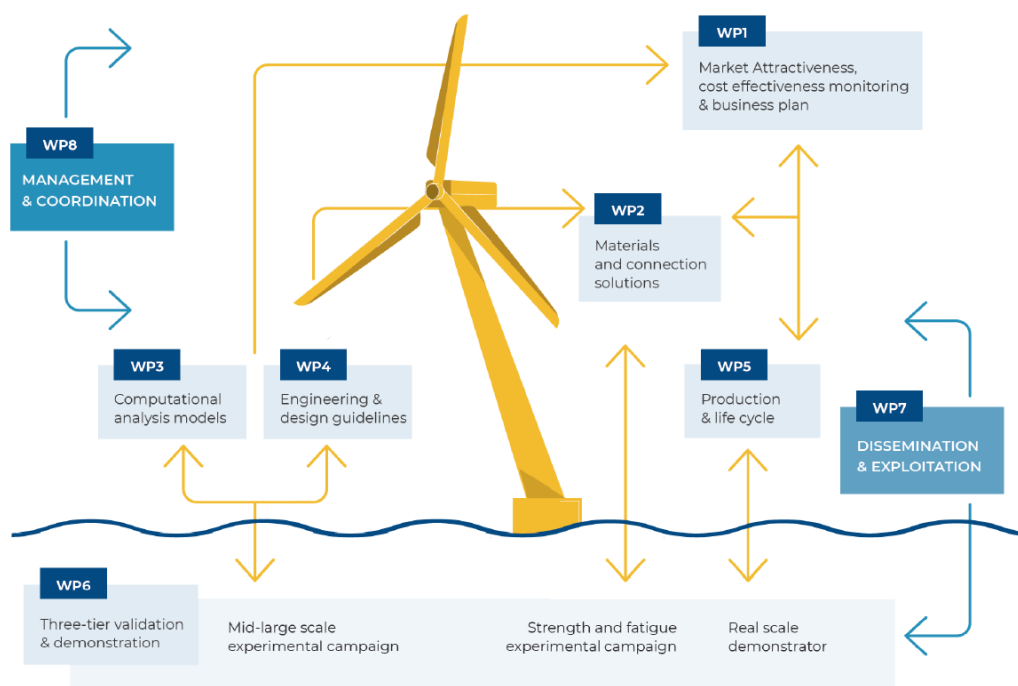 WP1
Market Attractiveness,
cost effectiveness monitoring
& business plan
WP8
MANAGEMENT
& COORDINATION
WP2
Materials
and connection
solutions
WP3
Computational
analysis models
WP4
Engineering &
design guidelines
WP5
Production
& life cycle
WP7
DISSEMINATION
& EXPLOITATION
WP6
Three-tier validation
& demonstration
Mid-large scale
experimental campaign
Strength and fatigue
experimental campaign
Real scale
demonstrator